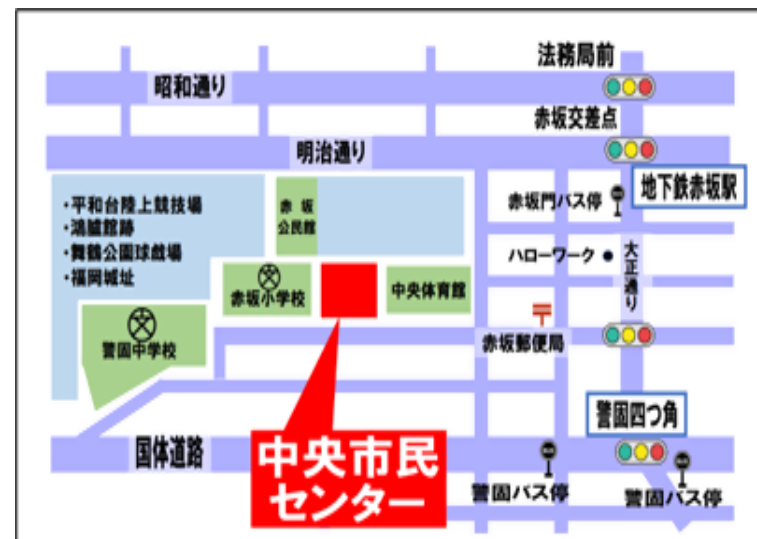 法務局前
昭和通り
赤坂交差点
明治通り
地下鉄赤坂駅
・平和台陸上競技場
・鴻臚館跡
・舞鶴公園球戯場
・福岡城址
赤坂
公民館
赤坂門バス停
ハローワーク
大正通り
赤坂小学校
中央体育館
警固中学校
赤坂郵便局
警固四つ角
国体道路
中央市民
センター
警固バス停
警固バス停